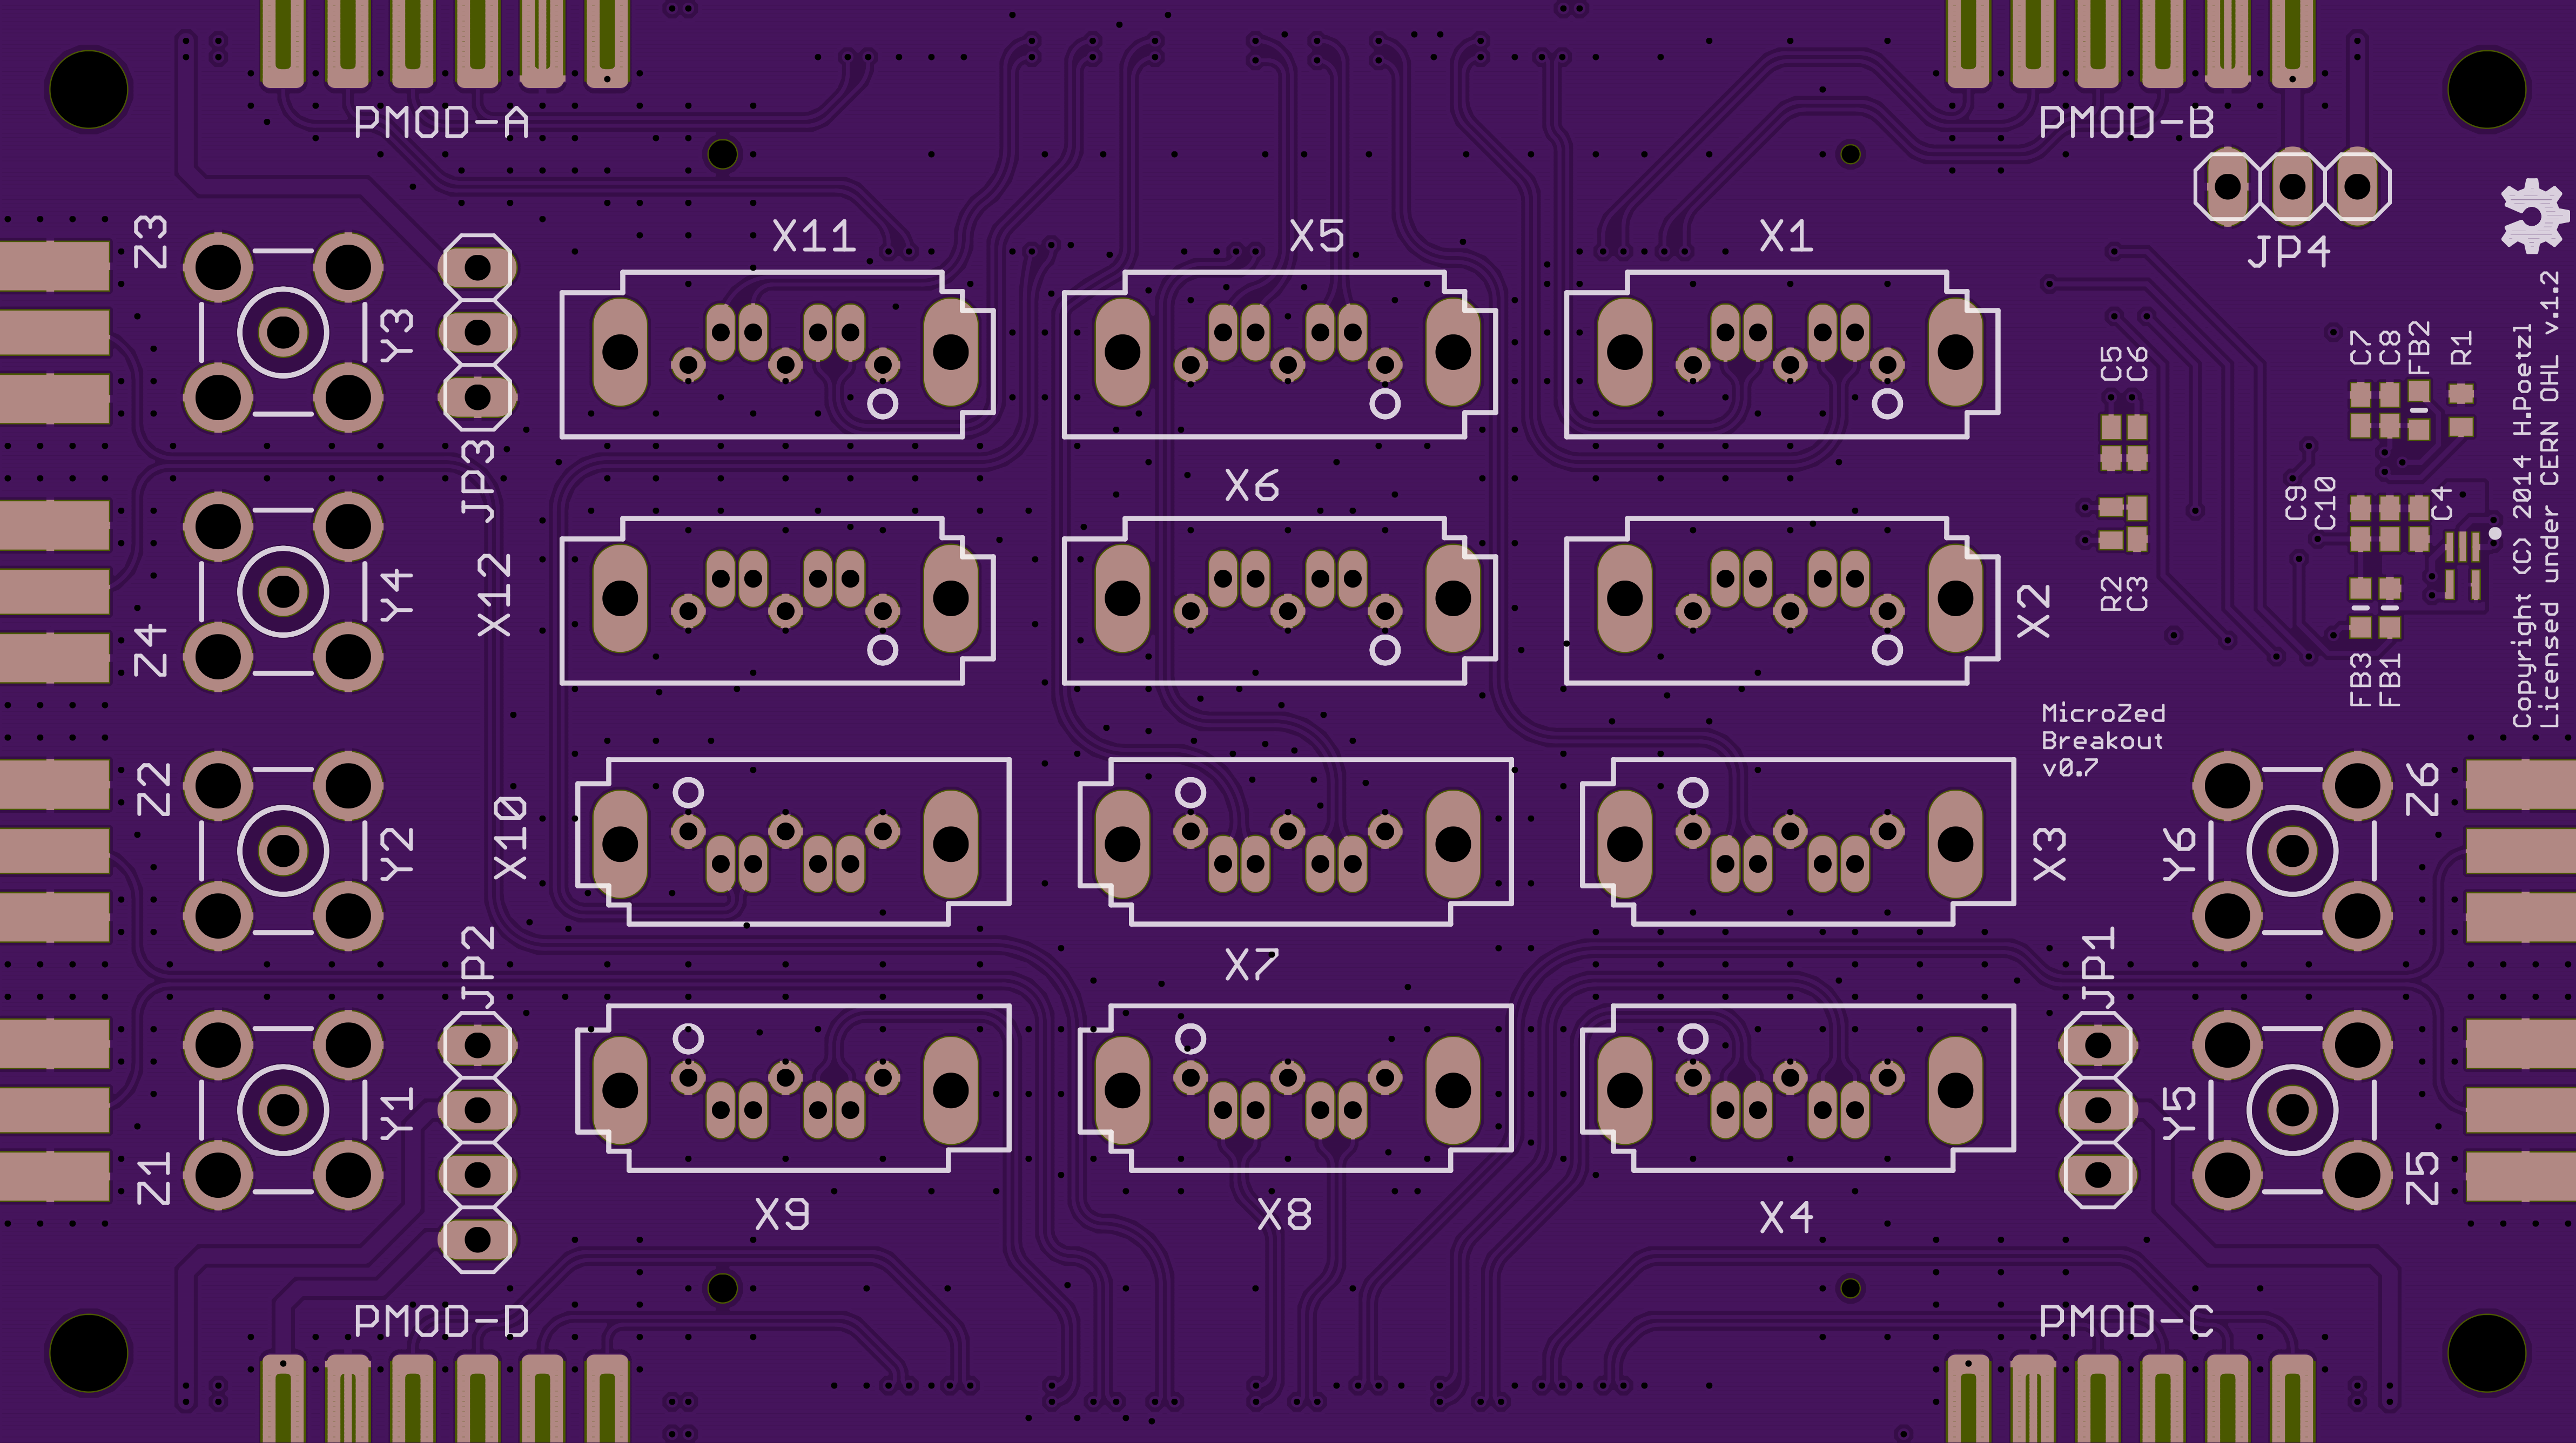 PMOD-A
PMOD-B
JP4
Z3
Y3
JP3
X11
X5
X1
C5
C6
C7
C8
FB2
R1
X6
Z4
Y4
X12
X2
R2
C3
C9
C10
C4
FB3
FB1
Copyright (C) 2014 H.Poetzl
Licensed under CERN OHL v.1.2
MicroZed
Breakout
v0.7
Z2
Y2
X10
X3
Y6
Z6
JP2
X7
JP1
Z1
Y1
X9
X8
X4
Y5
Z5
PMOD-D
PMOD-C